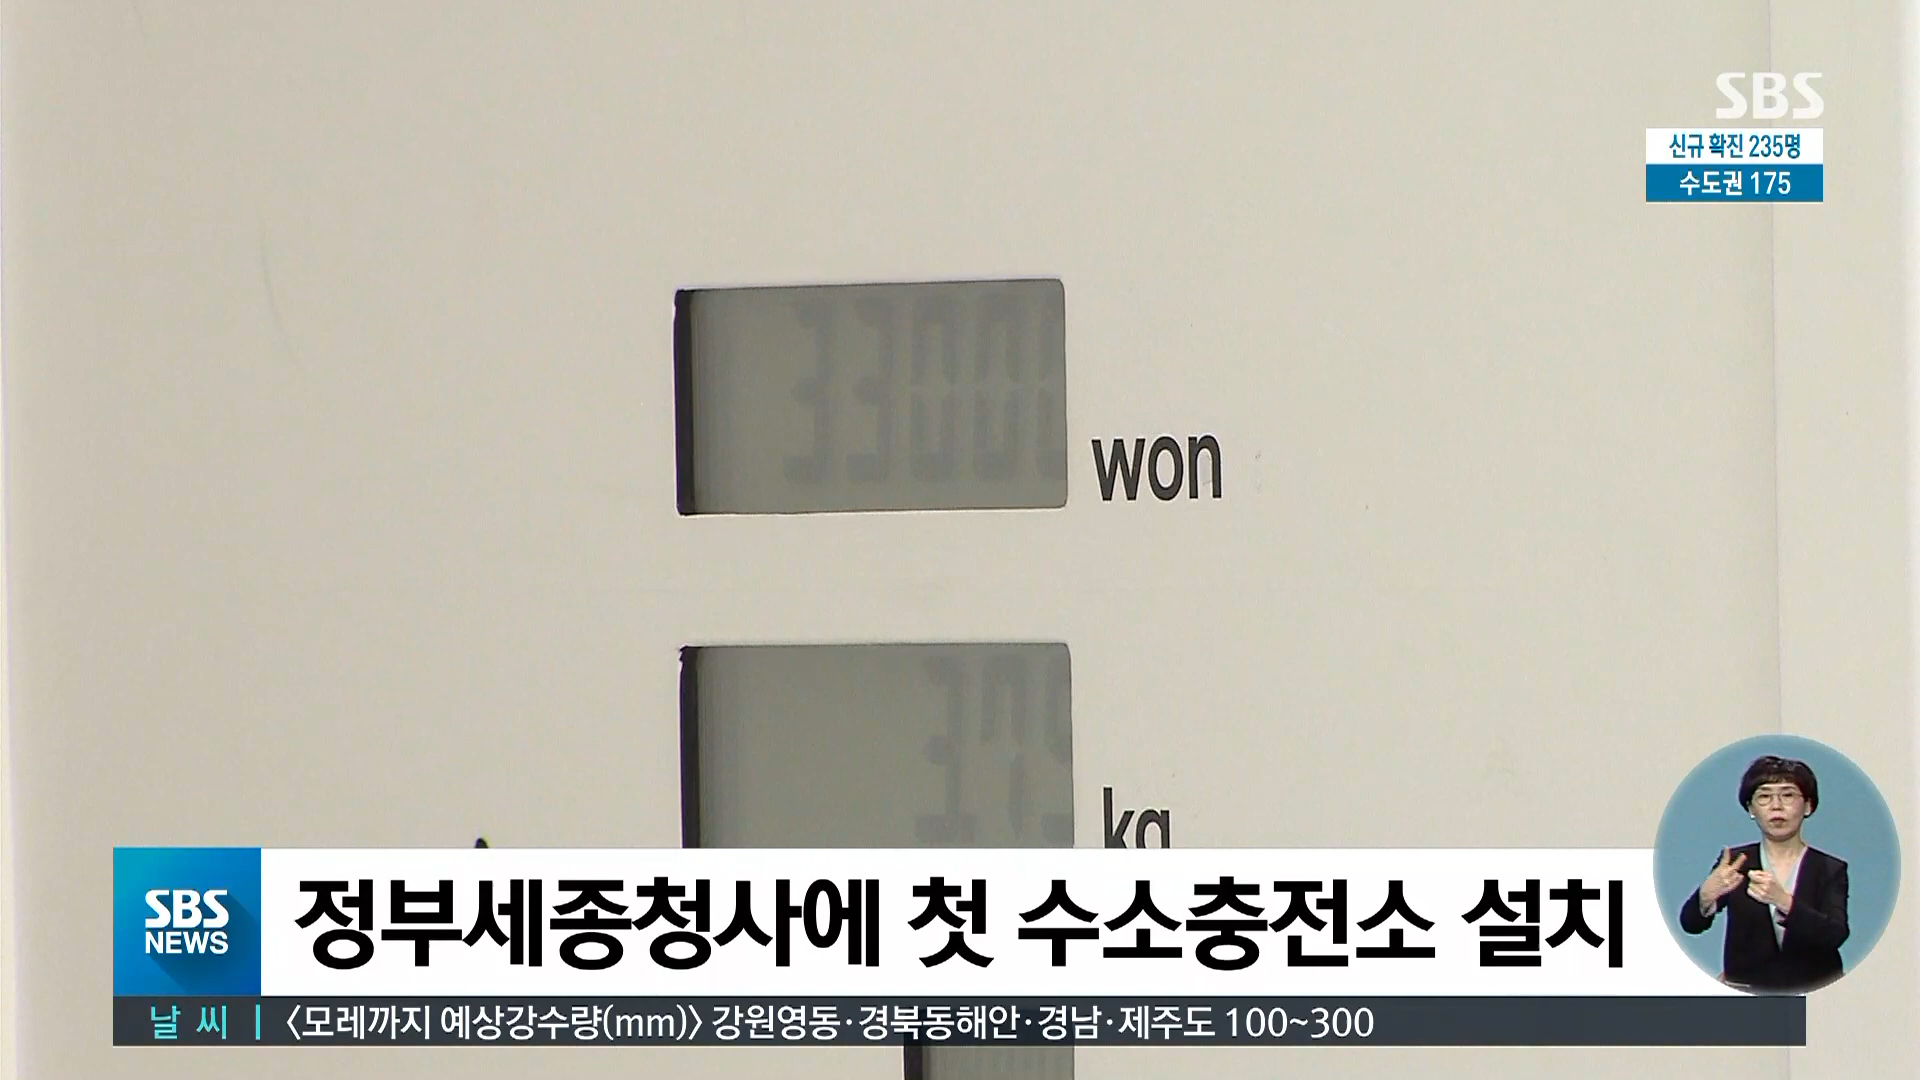 SBS
신규 확진 235명
수도권 175
won
kg
SBS
NEWS
정부세종청사에 첫 수소충전소 설치
날 씨 | 〈모레까지 예상강수량(mm)〉 강원영동·경북동해안·경남·제주도 100~300